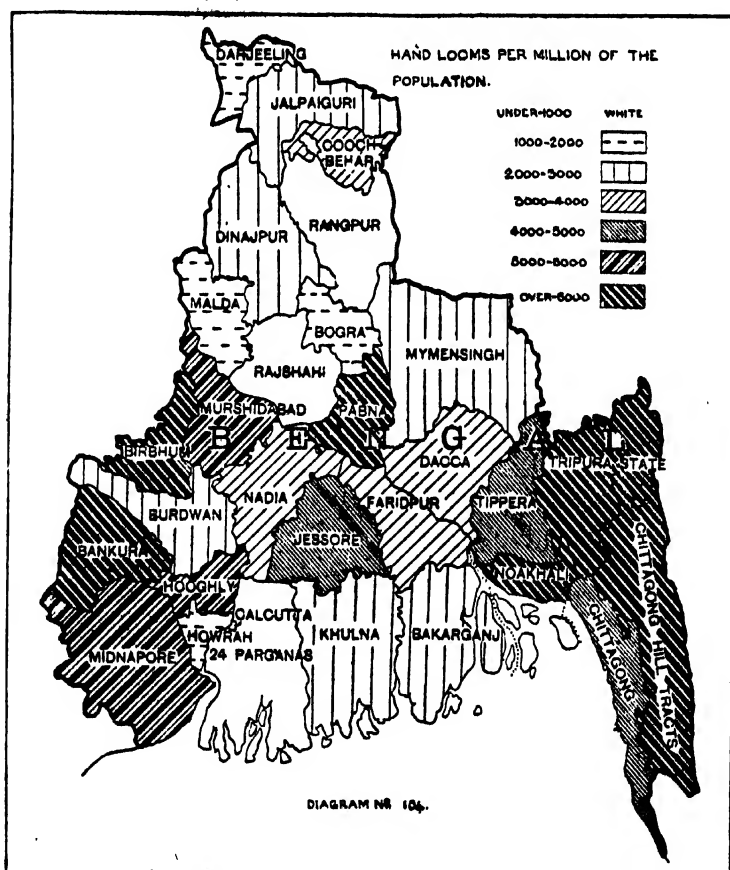 HAND LOOMS PER MILLION OF THE
POPULATION.
UNDER-1000 WHITE
1000-2000
2000-3000
3000-4000
4000-5000
5000-6000
OVER-6000
DARJEELING
JALPAIGURI
COOCH
BEHAR
RANGPUR
DINAJPUR
MALDA
BOGRA
RAJSHAHI
MYMENSINGH
MURSHIDABAD
PABNA
BENGAL
BIRBHUM
DACCA
TRIPURA STATE
NADIA
FARIDPUR
TIPPERA
BURDWAN
JESSORE
BANKURA
NOAKHALI
HOOGHLY
CHITTAGONG HILL TRACTS
CALCUTTA
CHITTAGONG
HOWRAH
KHULNA
BAKARGANJ
24 PARGANAS
MIDNAPORE
DIAGRAM NO 104.